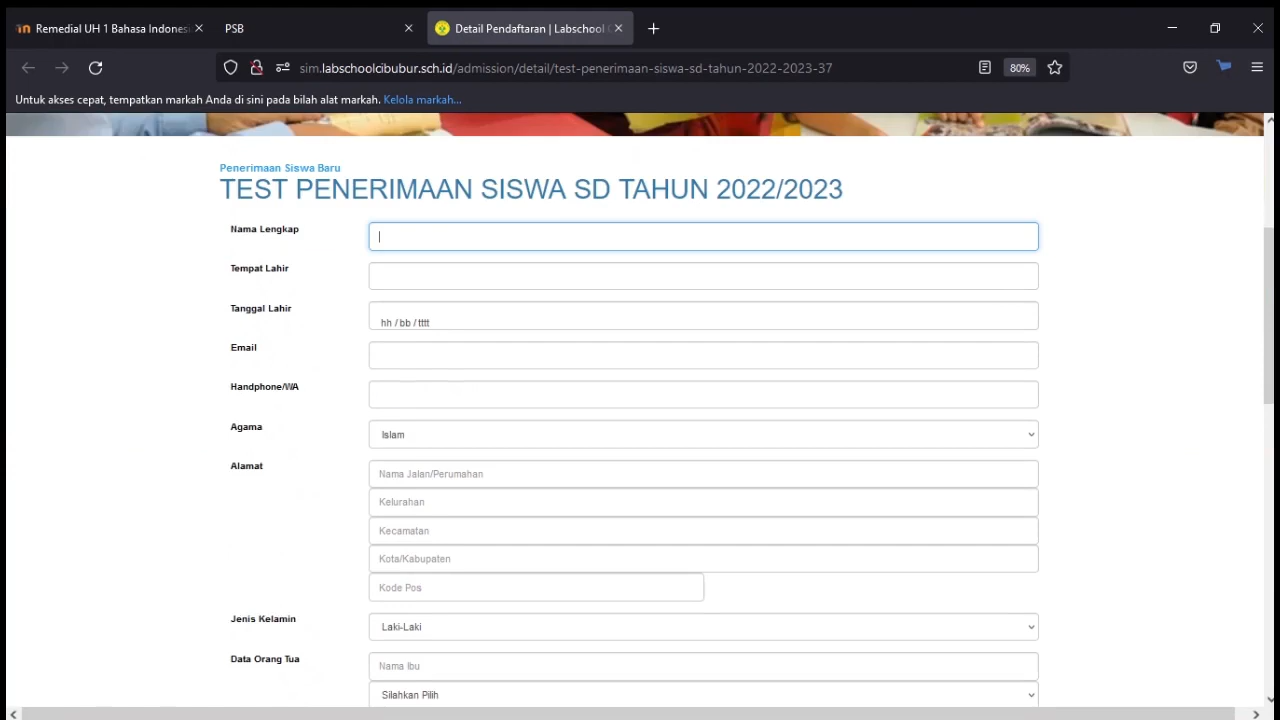 Remedial UH 1 Bahasa Indonesi
PSB
Detail Pendaftaran | Labschool
sim.labschoolcibubur.sch.id/admission/detail/test-penerimaan-siswa-sd-tahun-2022-2023-37
80%
Untuk akses cepat, tempatkan markah Anda di sini pada bilah alat markah. Kelola markah...
Penerimaan Siswa Baru
TEST PENERIMAAN SISWA SD TAHUN 2022/2023
Nama Lengkap
Tempat Lahir
Tanggal Lahir
hh / bb / tttt
Email
Handphone/WA
Agama
Islam
Alamat
Nama Jalan/Perumahan
Kelurahan
Kecamatan
Kota/Kabupaten
Kode Pos
Jenis Kelamin
Laki-Laki
Data Orang Tua
Nama Ibu
Silahkan Pilih